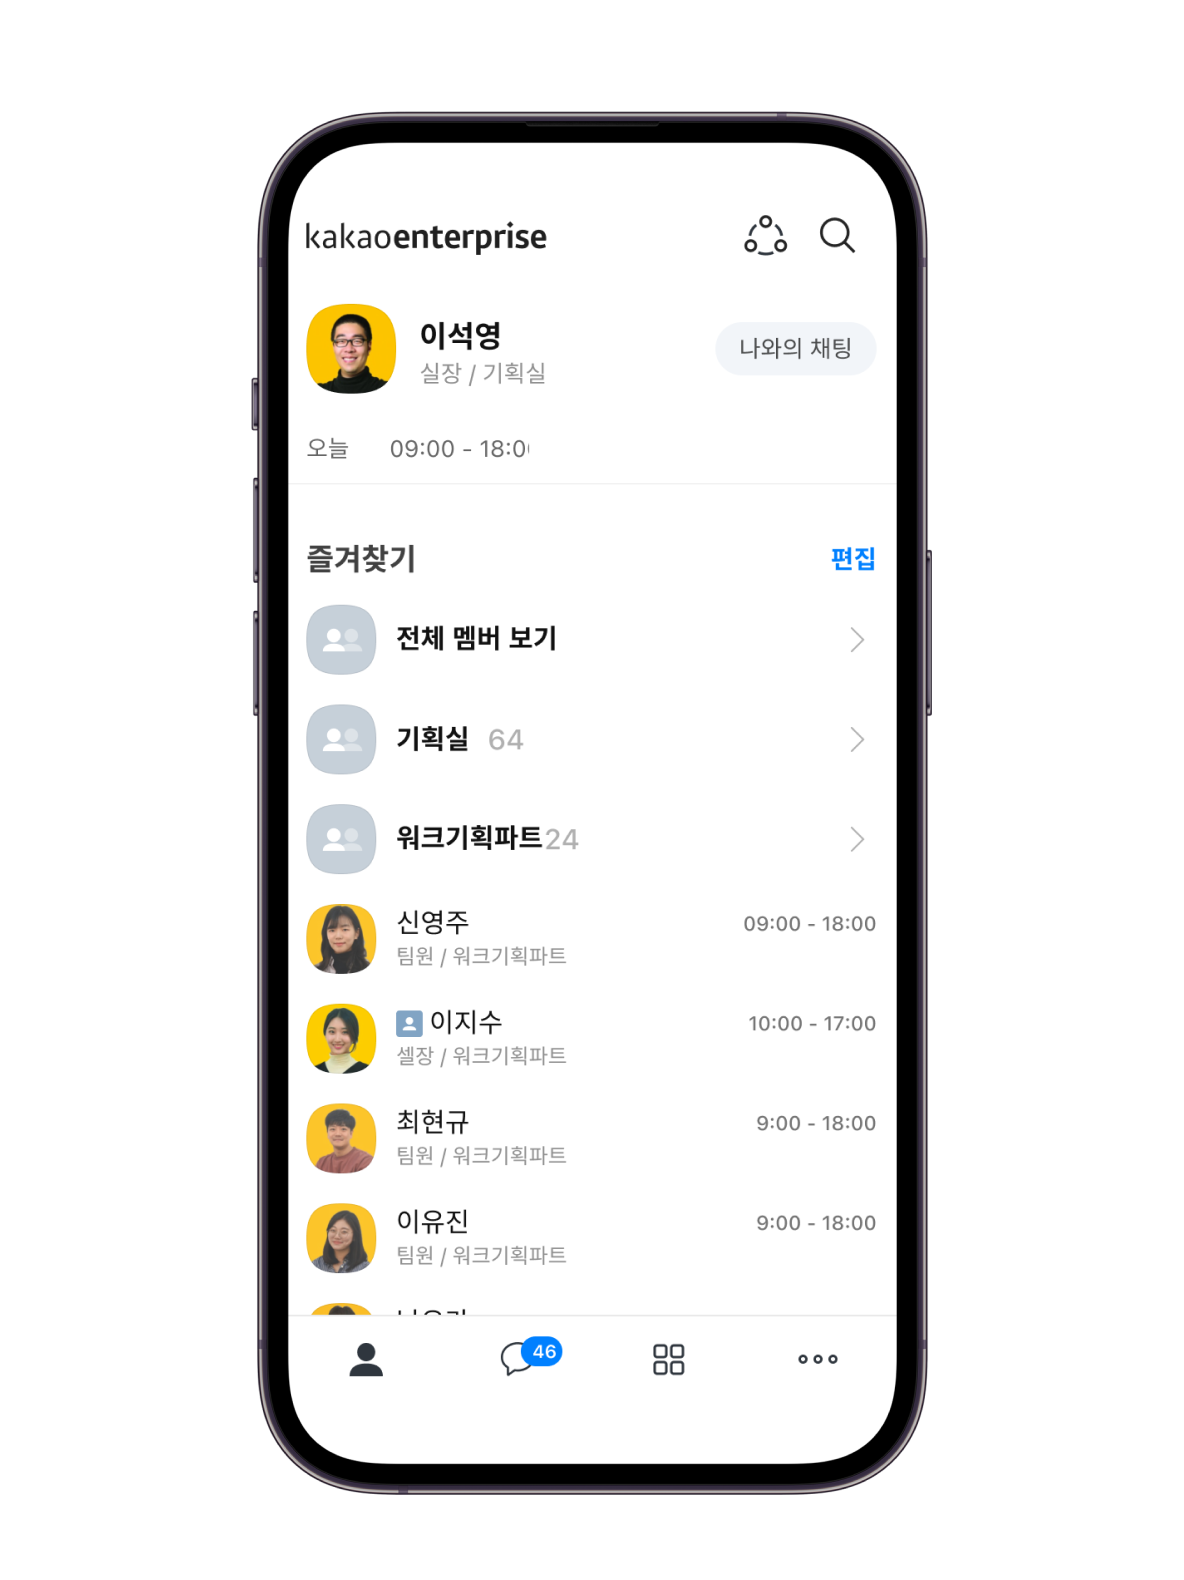 kakaoenterprise
이석영
실장 / 기획실
나와의 채팅
오늘 09:00 - 18:0
즐겨찾기 편집
전체 멤버 보기
기획실 64
워크기획파트24
신영주 09:00 - 18:00
팀원 / 워크기획파트
이지수 10:00 - 17:00
셀장 / 워크기획파트
최현규 9:00 - 18:00
팀원 / 워크기획파트
이유진 9:00 - 18:00
팀원 / 워크기획파트
46